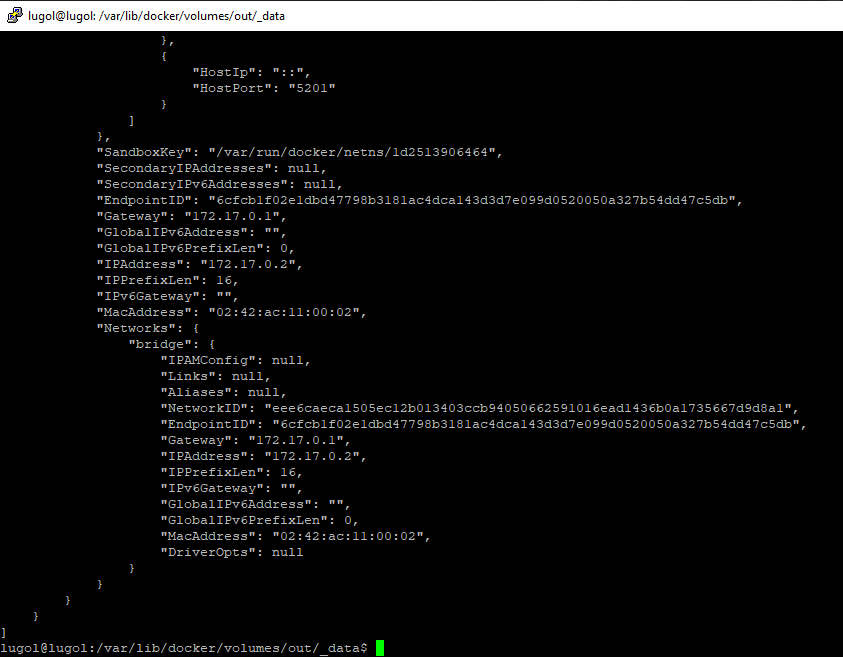 lugol@lugol: /var/lib/docker/volumes/out/_data
},
{
"HostIp": "::",
"HostPort": "5201"
}
]
},
"SandboxKey": "/var/run/docker/netns/1d2513906464",
"SecondaryIPAddresses": null,
"SecondaryIPv6Addresses": null,
"EndpointID": "6cfcb1f02e1dbd47798b3181ac4dca143d3d7e099d0520050a327b54dd47c5db",
"Gateway": "172.17.0.1",
"GlobalIPv6Address": "",
"GlobalIPv6PrefixLen": 0,
"IPAddress": "172.17.0.2",
"IPPrefixLen": 16,
"IPv6Gateway": "",
"MacAddress": "02:42:ac:11:00:02",
"Networks": {
"bridge": {
"IPAMConfig": null,
"Links": null,
"Aliases": null,
"NetworkID": "eee6caeca1505ec12b013403ccb94050662591016ead1436b0a1735667d9d8a1",
"EndpointID": "6cfcb1f02e1dbd47798b3181ac4dca143d3d7e099d0520050a327b54dd47c5db",
"Gateway": "172.17.0.1",
"IPAddress": "172.17.0.2",
"IPPrefixLen": 16,
"IPv6Gateway": "",
"GlobalIPv6Address": "",
"GlobalIPv6PrefixLen": 0,
"MacAddress": "02:42:ac:11:00:02",
"DriverOpts": null
}
}
}
}
]
lugol@lugol:/var/lib/docker/volumes/out/_data$